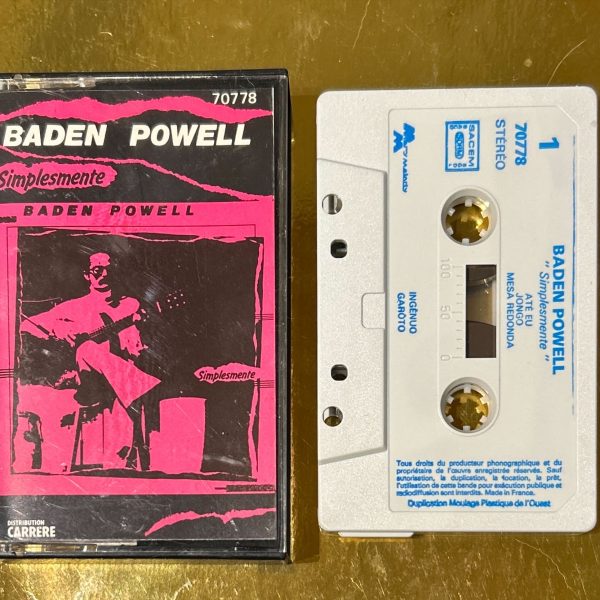 70778
BADEN POWELL
Simplesmente
BADEN POWELL
Simplesmente
DISTRIBUTION
CARRERE
SACEM
70778
STÉRÉO
1
BADEN POWELL
" Simplesmente "
ATÉ EU
JONGO
MESA REDONDA
INGÊNUO
GARÔTO
100 50 0
Tous droits du producteur phonographique et du
propriétaire de l'œuvre enregistrée réservés. Sauf
autorisation, la duplication, la location, le prêt,
l'utilisation de cette bande pour exécution publique et
radiodiffusion sont interdits. Made in France.
Duplication Moulage Plastique de l'Ouest